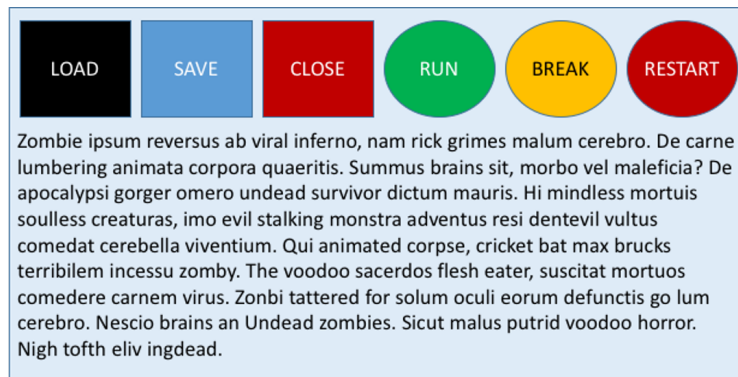 LOAD SAVE CLOSE RUN BREAK RESTART
Zombie ipsum reversus ab viral inferno, nam rick grimes malum cerebro. De carne
lumbering animata corpora quaeritis. Summus brains sit, morbo vel maleficia? De
apocalypsi gorger omero undead survivor dictum mauris. Hi mindless mortuis
soulless creaturas, imo evil stalking monstra adventus resi dentevil vultus
comedat cerebella viventium. Qui animated corpse, cricket bat max brucks
terribilem incessu zomby. The voodoo sacerdos flesh eater, suscitat mortuos
comedere carnem virus. Zonbi tattered for solum oculi eorum defunctis go lum
cerebro. Nescio brains an Undead zombies. Sicut malus putrid voodoo horror.
Nigh tofth eliv ingdead.